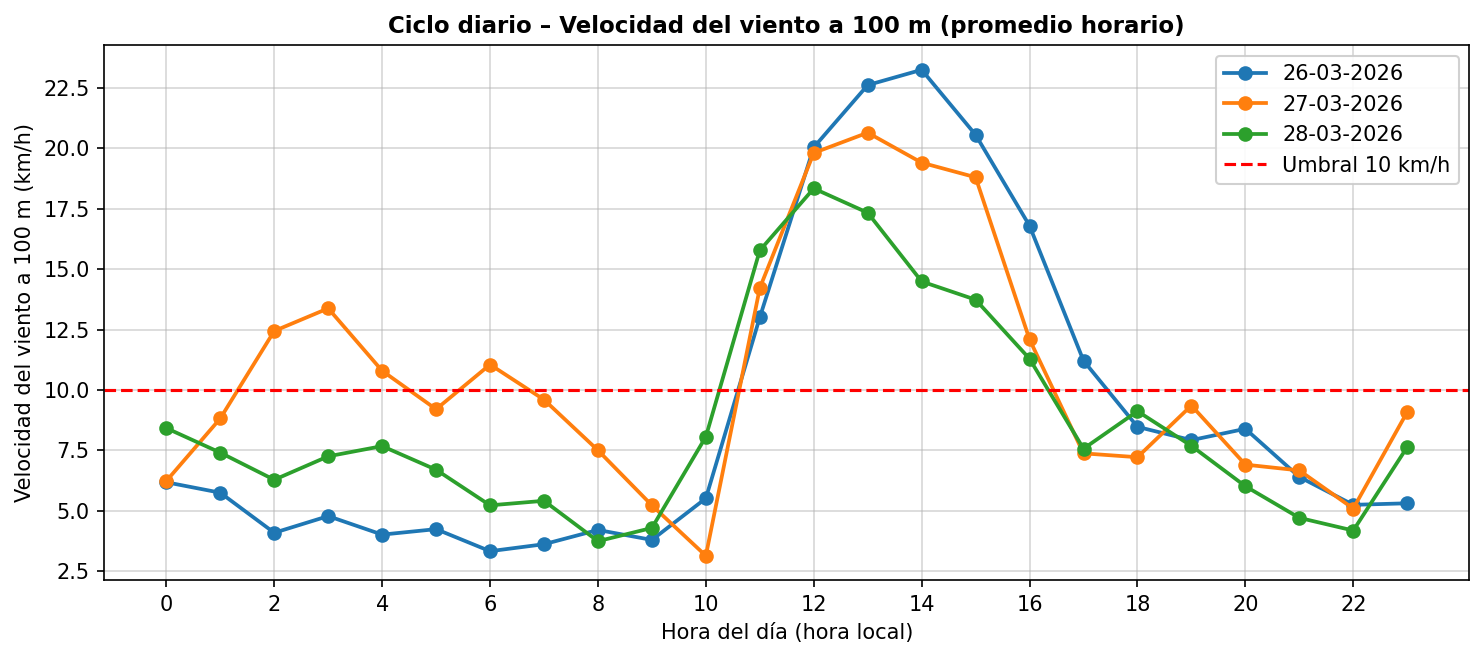 Ciclo diario – Velocidad del viento a 100 m (promedio horario)
Velocidad del viento a 100 m (km/h)
22.5
20.0
17.5
15.0
12.5
10.0
7.5
5.0
2.5
26-03-2026
27-03-2026
28-03-2026
Umbral 10 km/h
0 2 4 6 8 10 12 14 16 18 20 22
Hora del día (hora local)